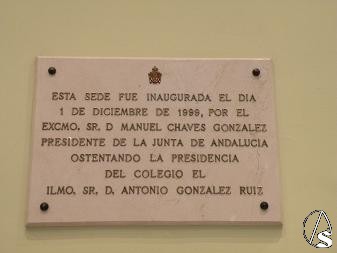 ESTA SEDE FUE INAUGURADA EL DIA
1 DE DICIEMBRE DE 1999, POR EL
EXCMO. SR. D MANUEL CHAVES GONZALEZ
PRESIDENTE DE LA JUNTA DE ANDALUCIA
OSTENTANDO LA PRESIDENCIA
DEL COLEGIO EL
ILMO. SR. D. ANTONIO GONZALEZ RUIZ